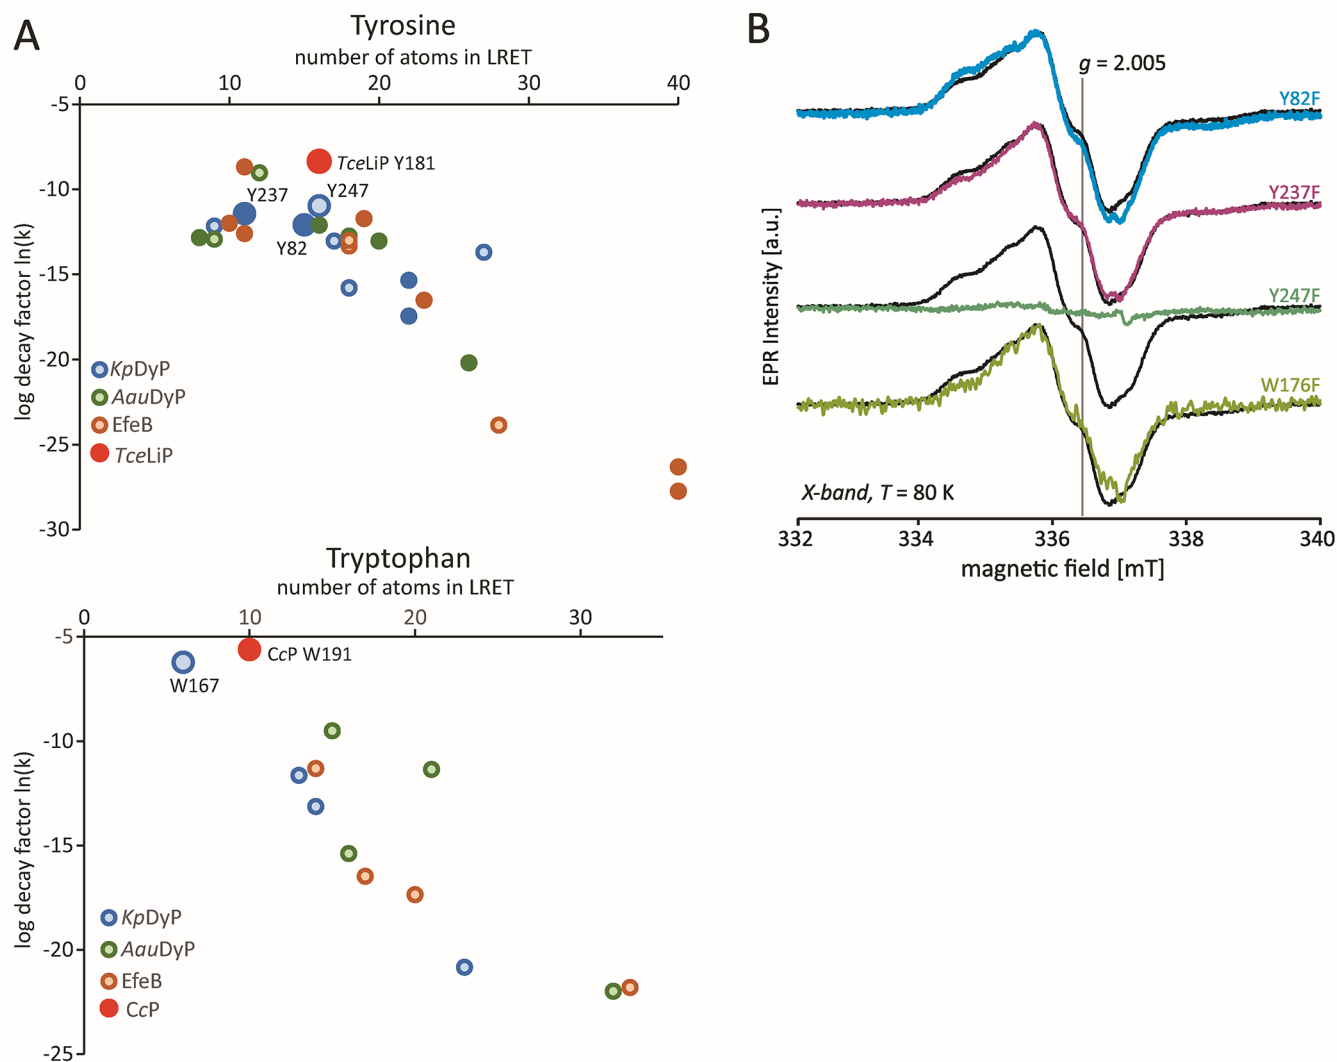 A
Tyrosine
number of atoms in LRET
0 10 20 30 40
-5
-10
-15
-20
-25
-30
log decay factor ln(k)
TceLiP Y181
Y237
Y247
Y82
KpDyP
AauDyP
EfeB
TceLiP
Tryptophan
number of atoms in LRET
0 10 20 30
-5
-10
-15
-20
-25
log decay factor ln(k)
W167
CcP W191
KpDyP
AauDyP
EfeB
CcP
B
g = 2.005
Y82F
Y237F
Y247F
W176F
EPR Intensity [a.u.]
X-band, T = 80 K
332 334 336 338 340
magnetic field [mT]